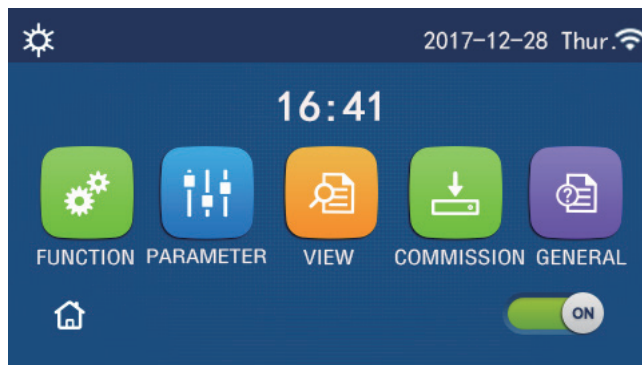 2017-12-28 Thur.
16:41
FUNCTION PARAMETER VIEW COMMISSION GENERAL
ON